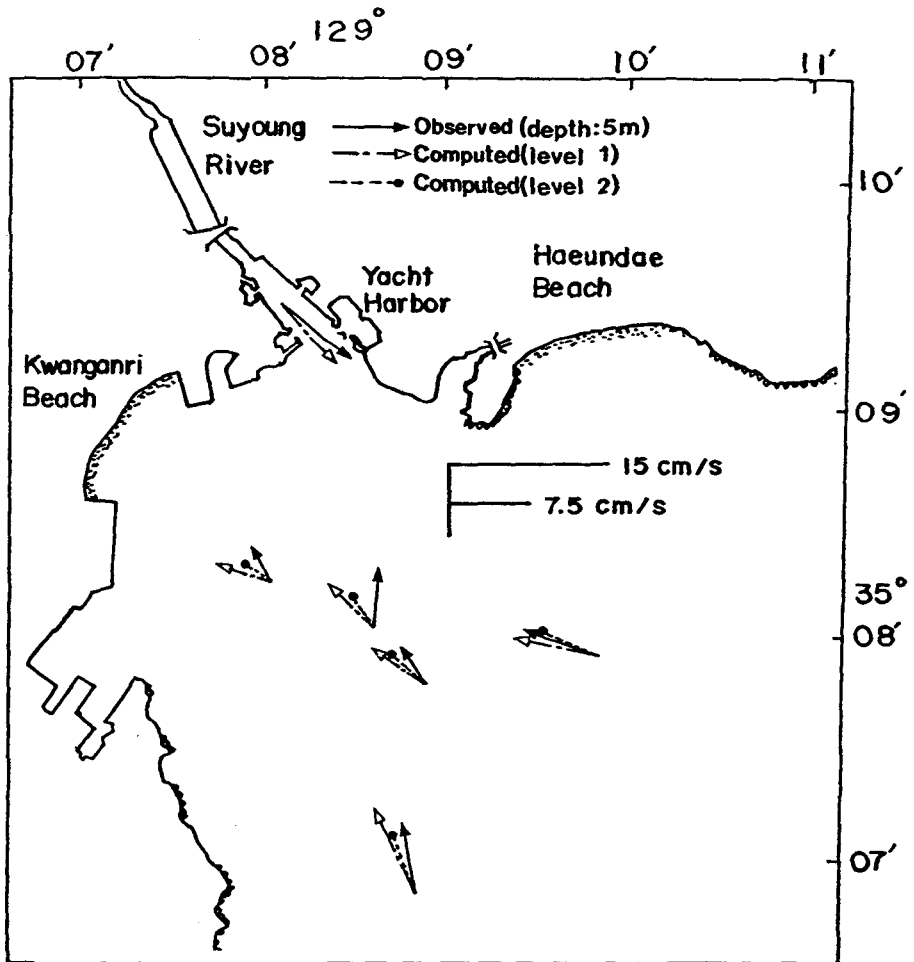 129°
07′ 08′ 09′ 10′ 11′
Suyoung
River
Observed (depth:5m)
Computed(level 1)
Computed(level 2)
10′
Yacht
Harbor
Haeundae
Beach
Kwanganri
Beach
09′
15 cm/s
7.5 cm/s
35°
08′
07′